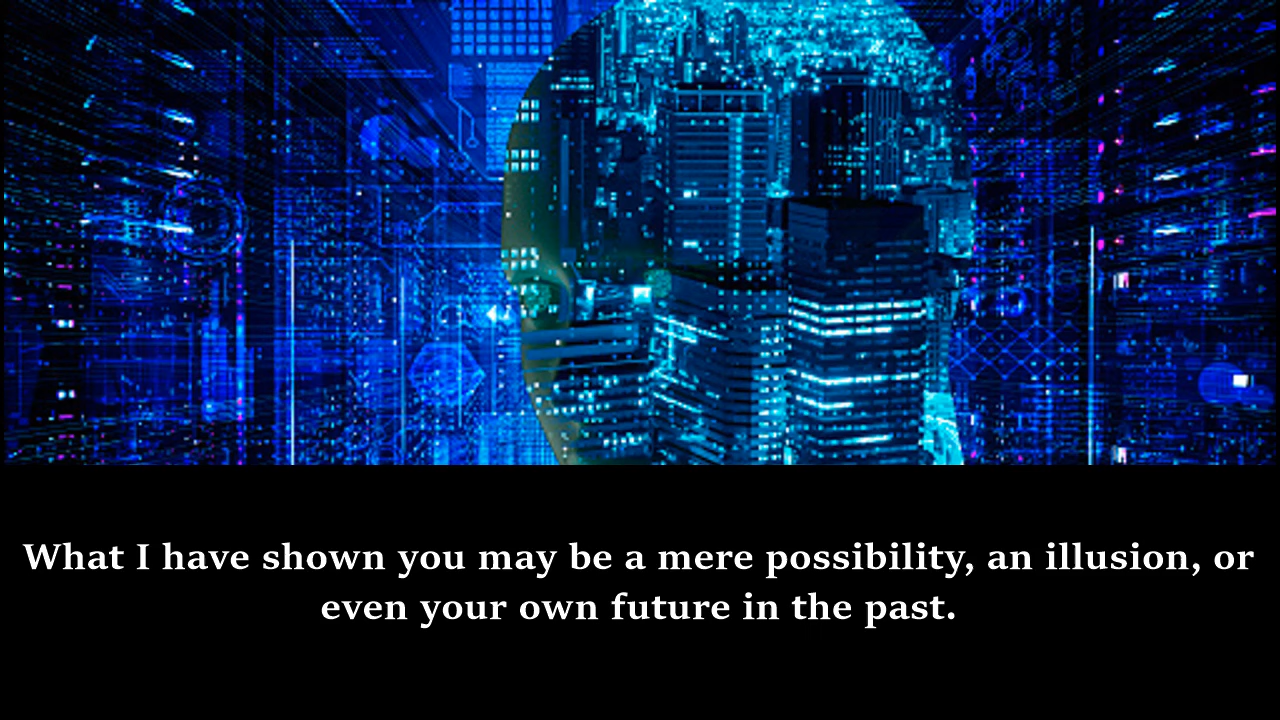 What I have shown you may be a mere possibility, an illusion, or
even your own future in the past.